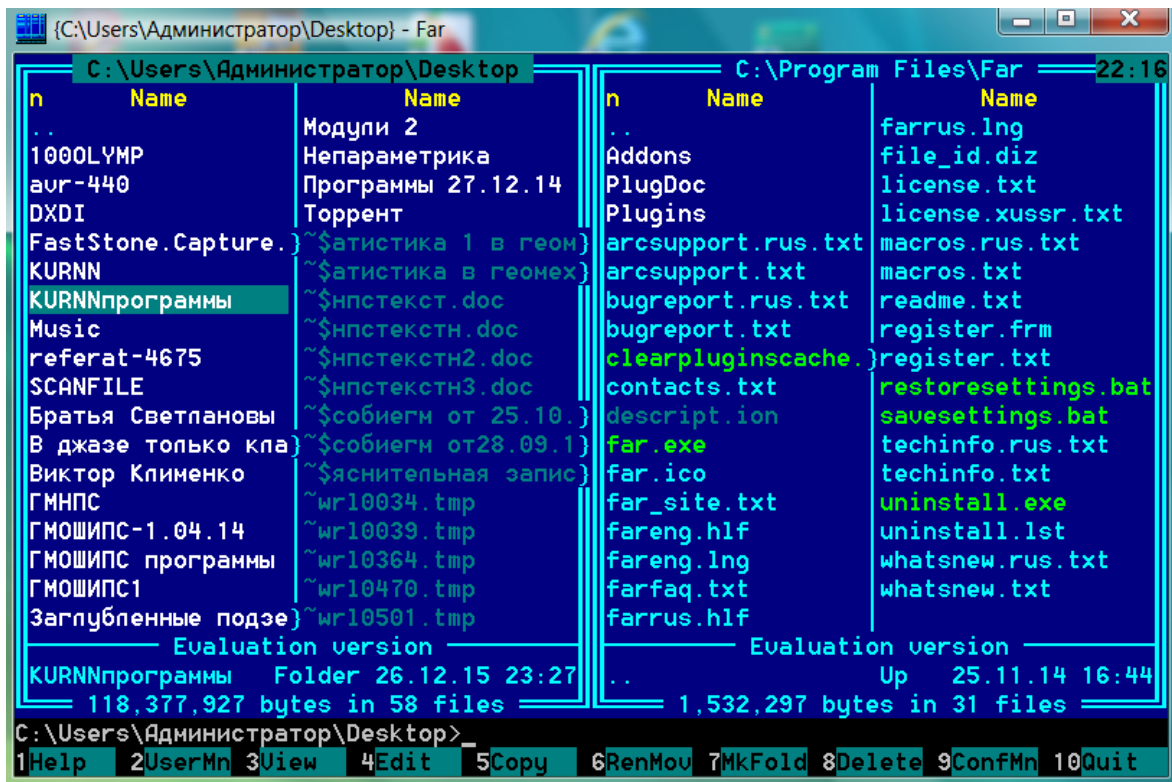 {C:\Users\Администратор\Desktop} - Far
C:\Users\Администратор\Desktop
n Name Name
..
100OLYMP
avr-440
DXDI
FastStone.Capture.}
KURNN
KURNNпрограммы
Music
referat-4675
SCANFILE
Братья Светлановы
В джазе только кла}
Виктор Клименко
ГМНПС
ГМОШИПС-1.04.14
ГМОШИПС программы
ГМОШИПС1
Заглубленные подзе}
Модули 2
Непараметрика
Программы 27.12.14
Торрент
~$атистика 1 в геом}
~$атистика в геомех}
~$нпстекст.doc
~$нпстекстн.doc
~$нпстекстн2.doc
~$нпстекстн3.doc
~$собиегм от 25.10.}
~$собиегм от28.09.1}
~$яснительная запис}
~wrl0034.tmp
~wrl0039.tmp
~wrl0364.tmp
~wrl0470.tmp
~wrl0501.tmp
Evaluation version
KURNNпрограммы Folder 26.12.15 23:27
118,377,927 bytes in 58 files
C:\Program Files\Far 22:16
n Name Name
..
Addons
PlugDoc
Plugins
arcsupport.rus.txt
arcsupport.txt
bugreport.rus.txt
bugreport.txt
clearpluginscache.}
contacts.txt
descript.ion
far.exe
far.ico
far_site.txt
fareng.hlf
fareng.lng
farfaq.txt
farrus.hlf
farrus.lng
file_id.diz
license.txt
license.xussr.txt
macros.rus.txt
macros.txt
readme.txt
register.frm
register.txt
restoresettings.bat
savesettings.bat
techinfo.rus.txt
techinfo.txt
uninstall.exe
uninstall.lst
whatsnew.rus.txt
whatsnew.txt
Evaluation version
.. Up 25.11.14 16:44
1,532,297 bytes in 31 files
C:\Users\Администратор\Desktop>_
1Help 2UserMn 3View 4Edit 5Copy 6RenMov 7MkFold 8Delete 9ConfMn 10Quit